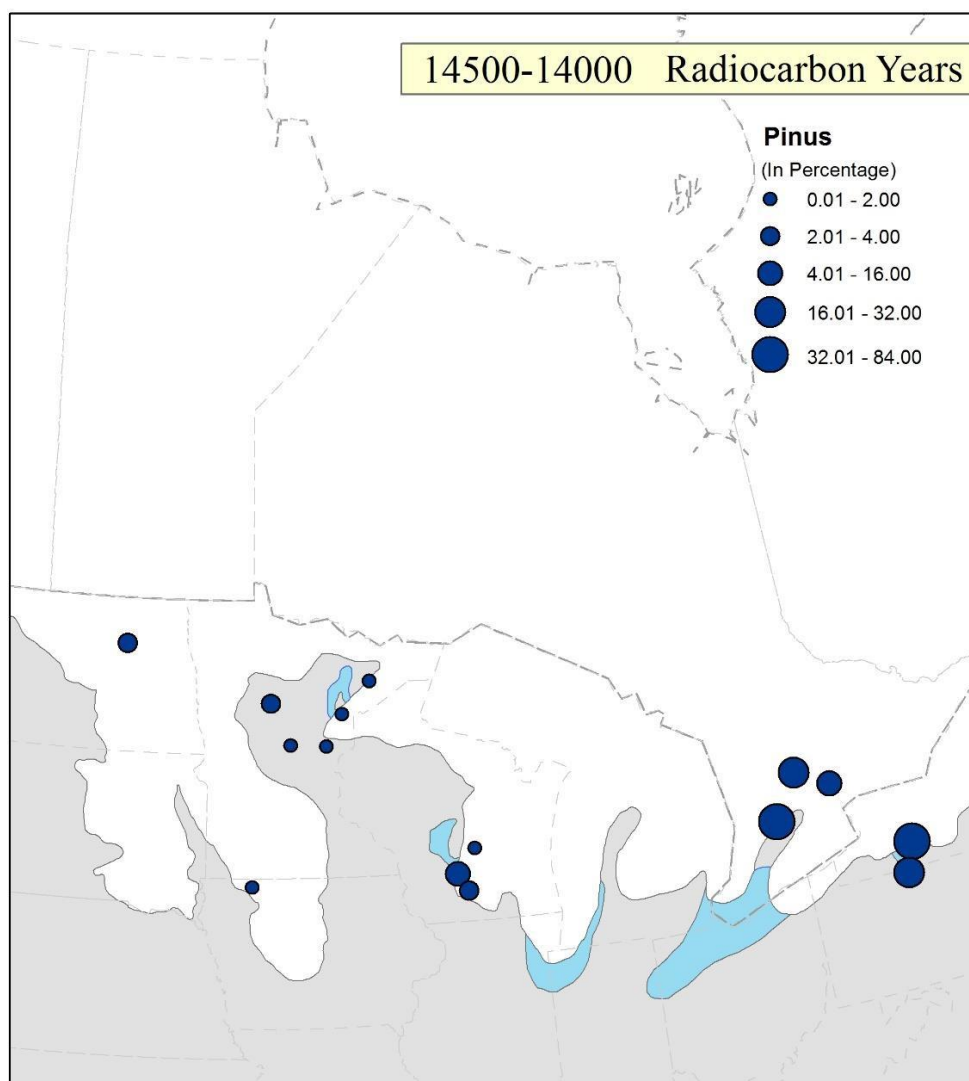 14500-14000 Radiocarbon Years
Pinus
(In Percentage)
0.01 - 2.00
2.01 - 4.00
4.01 - 16.00
16.01 - 32.00
32.01 - 84.00